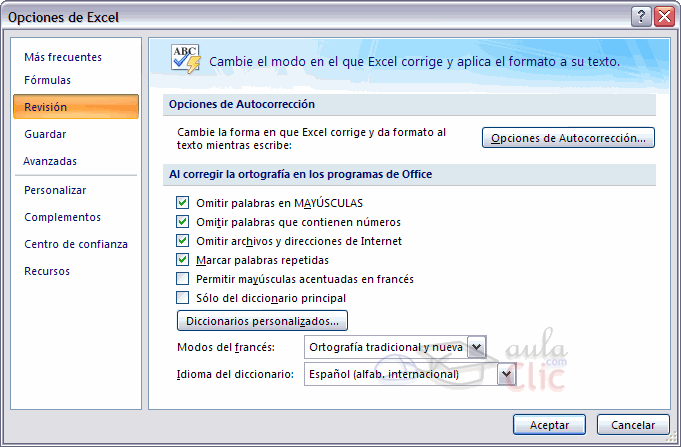 Opciones de Excel
Más frecuentes
Fórmulas
Revisión
Guardar
Avanzadas
Personalizar
Complementos
Centro de confianza
Recursos
ABC
Cambie el modo en el que Excel corrige y aplica el formato a su texto.
Opciones de Autocorrección
Cambie la forma en que Excel corrige y da formato al
texto mientras escribe:
Opciones de Autocorrección...
Al corregir la ortografía en los programas de Office
Omitir palabras en MAYÚSCULAS
Omitir palabras que contienen números
Omitir archivos y direcciones de Internet
Marcar palabras repetidas
Permitir mayúsculas acentuadas en francés
Sólo del diccionario principal
Diccionarios personalizados...
Modos del francés: Ortografía tradicional y nueva
Idioma del diccionario: Español (alfab. internacional)
aula
.com
Clic
Aceptar
Cancelar